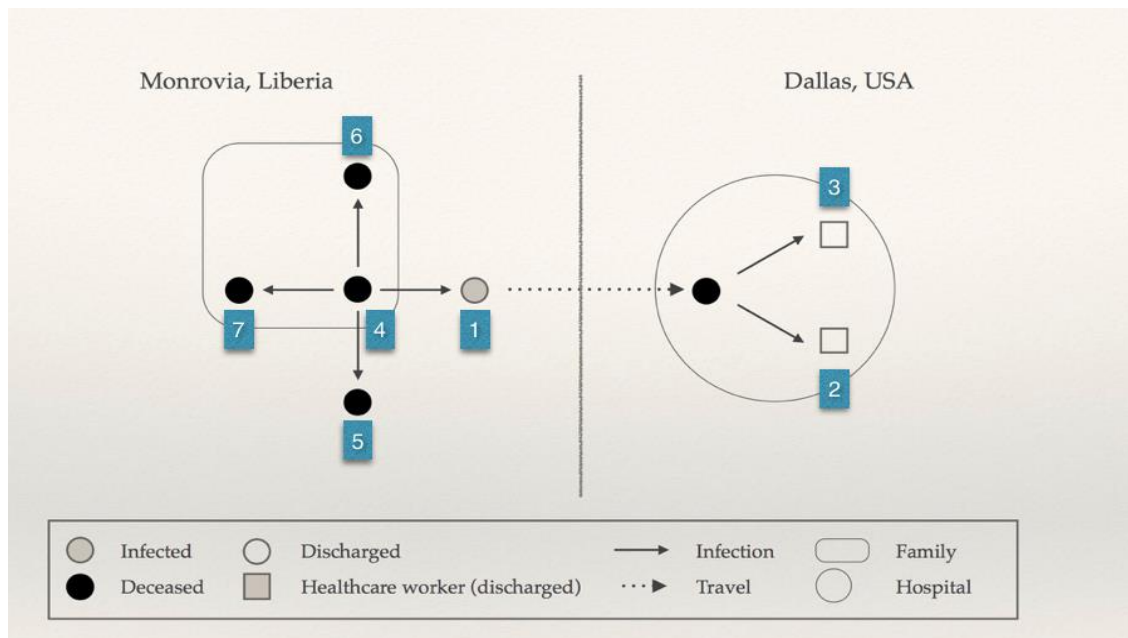 Monrovia, Liberia
Dallas, USA
6
3
7
4
1
2
5
Infected
Discharged
Infection
Family
Deceased
Healthcare worker (discharged)
Travel
Hospital